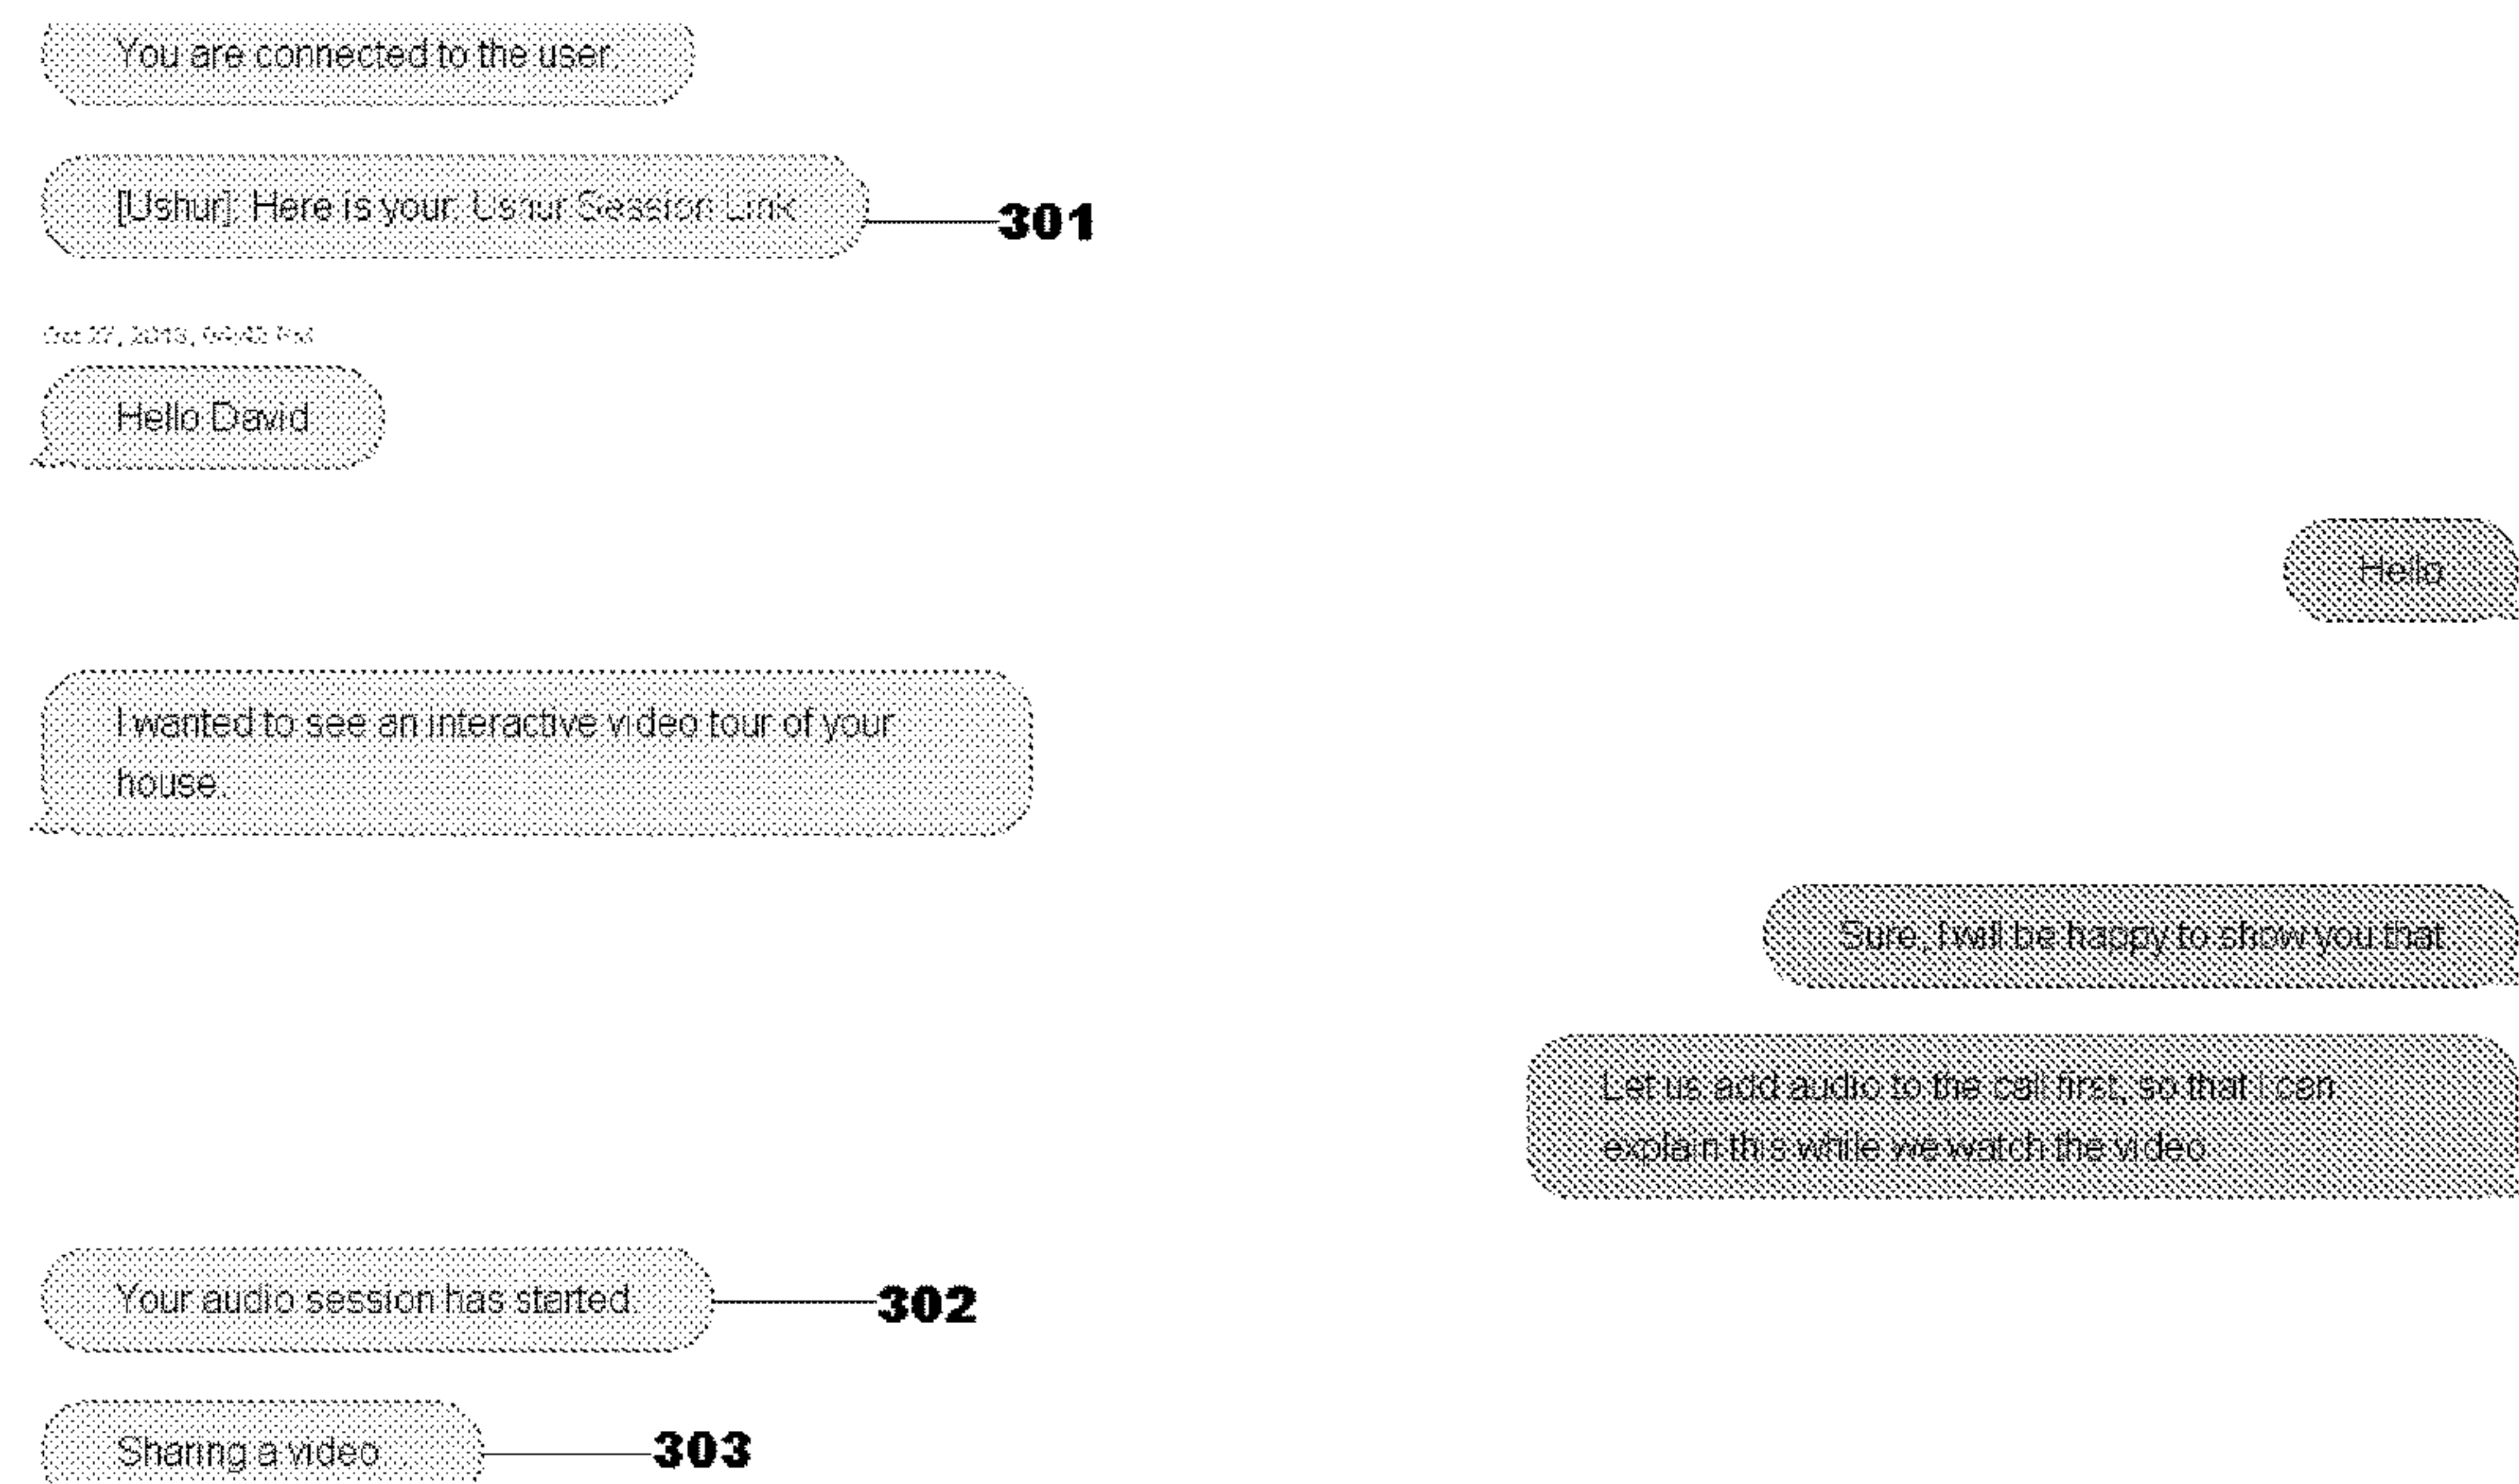 You are connected to the user.
[Ushur]: Here is your Ushur Session Link
301
Hello David
Hello
I wanted to see an interactive video tour of your
house.
Sure, I will be happy to show you that
Let us add audio to the call first, so that I can
explain this while we watch the video
Your audio session has started.
302
Sharing a video
303